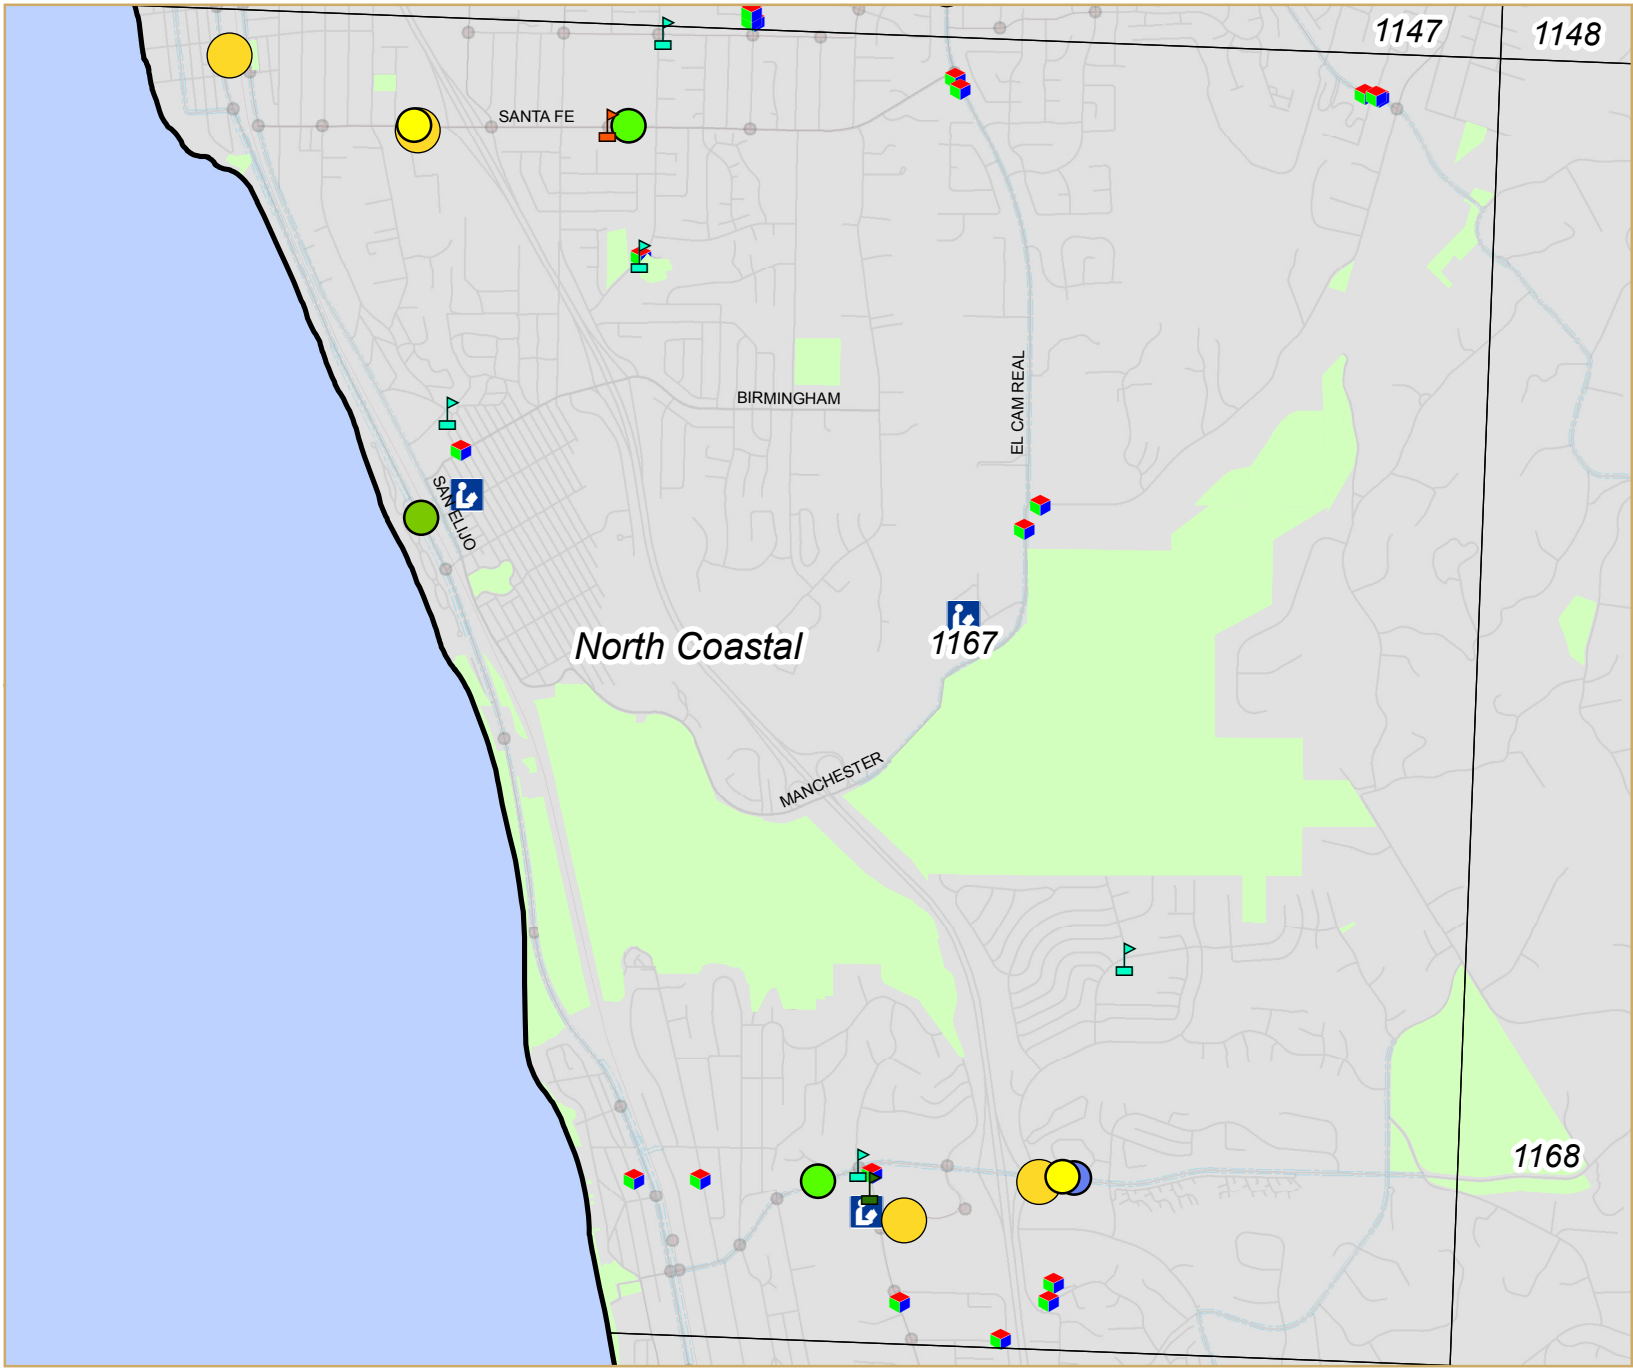 1147
1148
SANTA FE
BIRMINGHAM
EL CAM REAL
SAN ELIJO
North Coastal
1167
MANCHESTER
1168